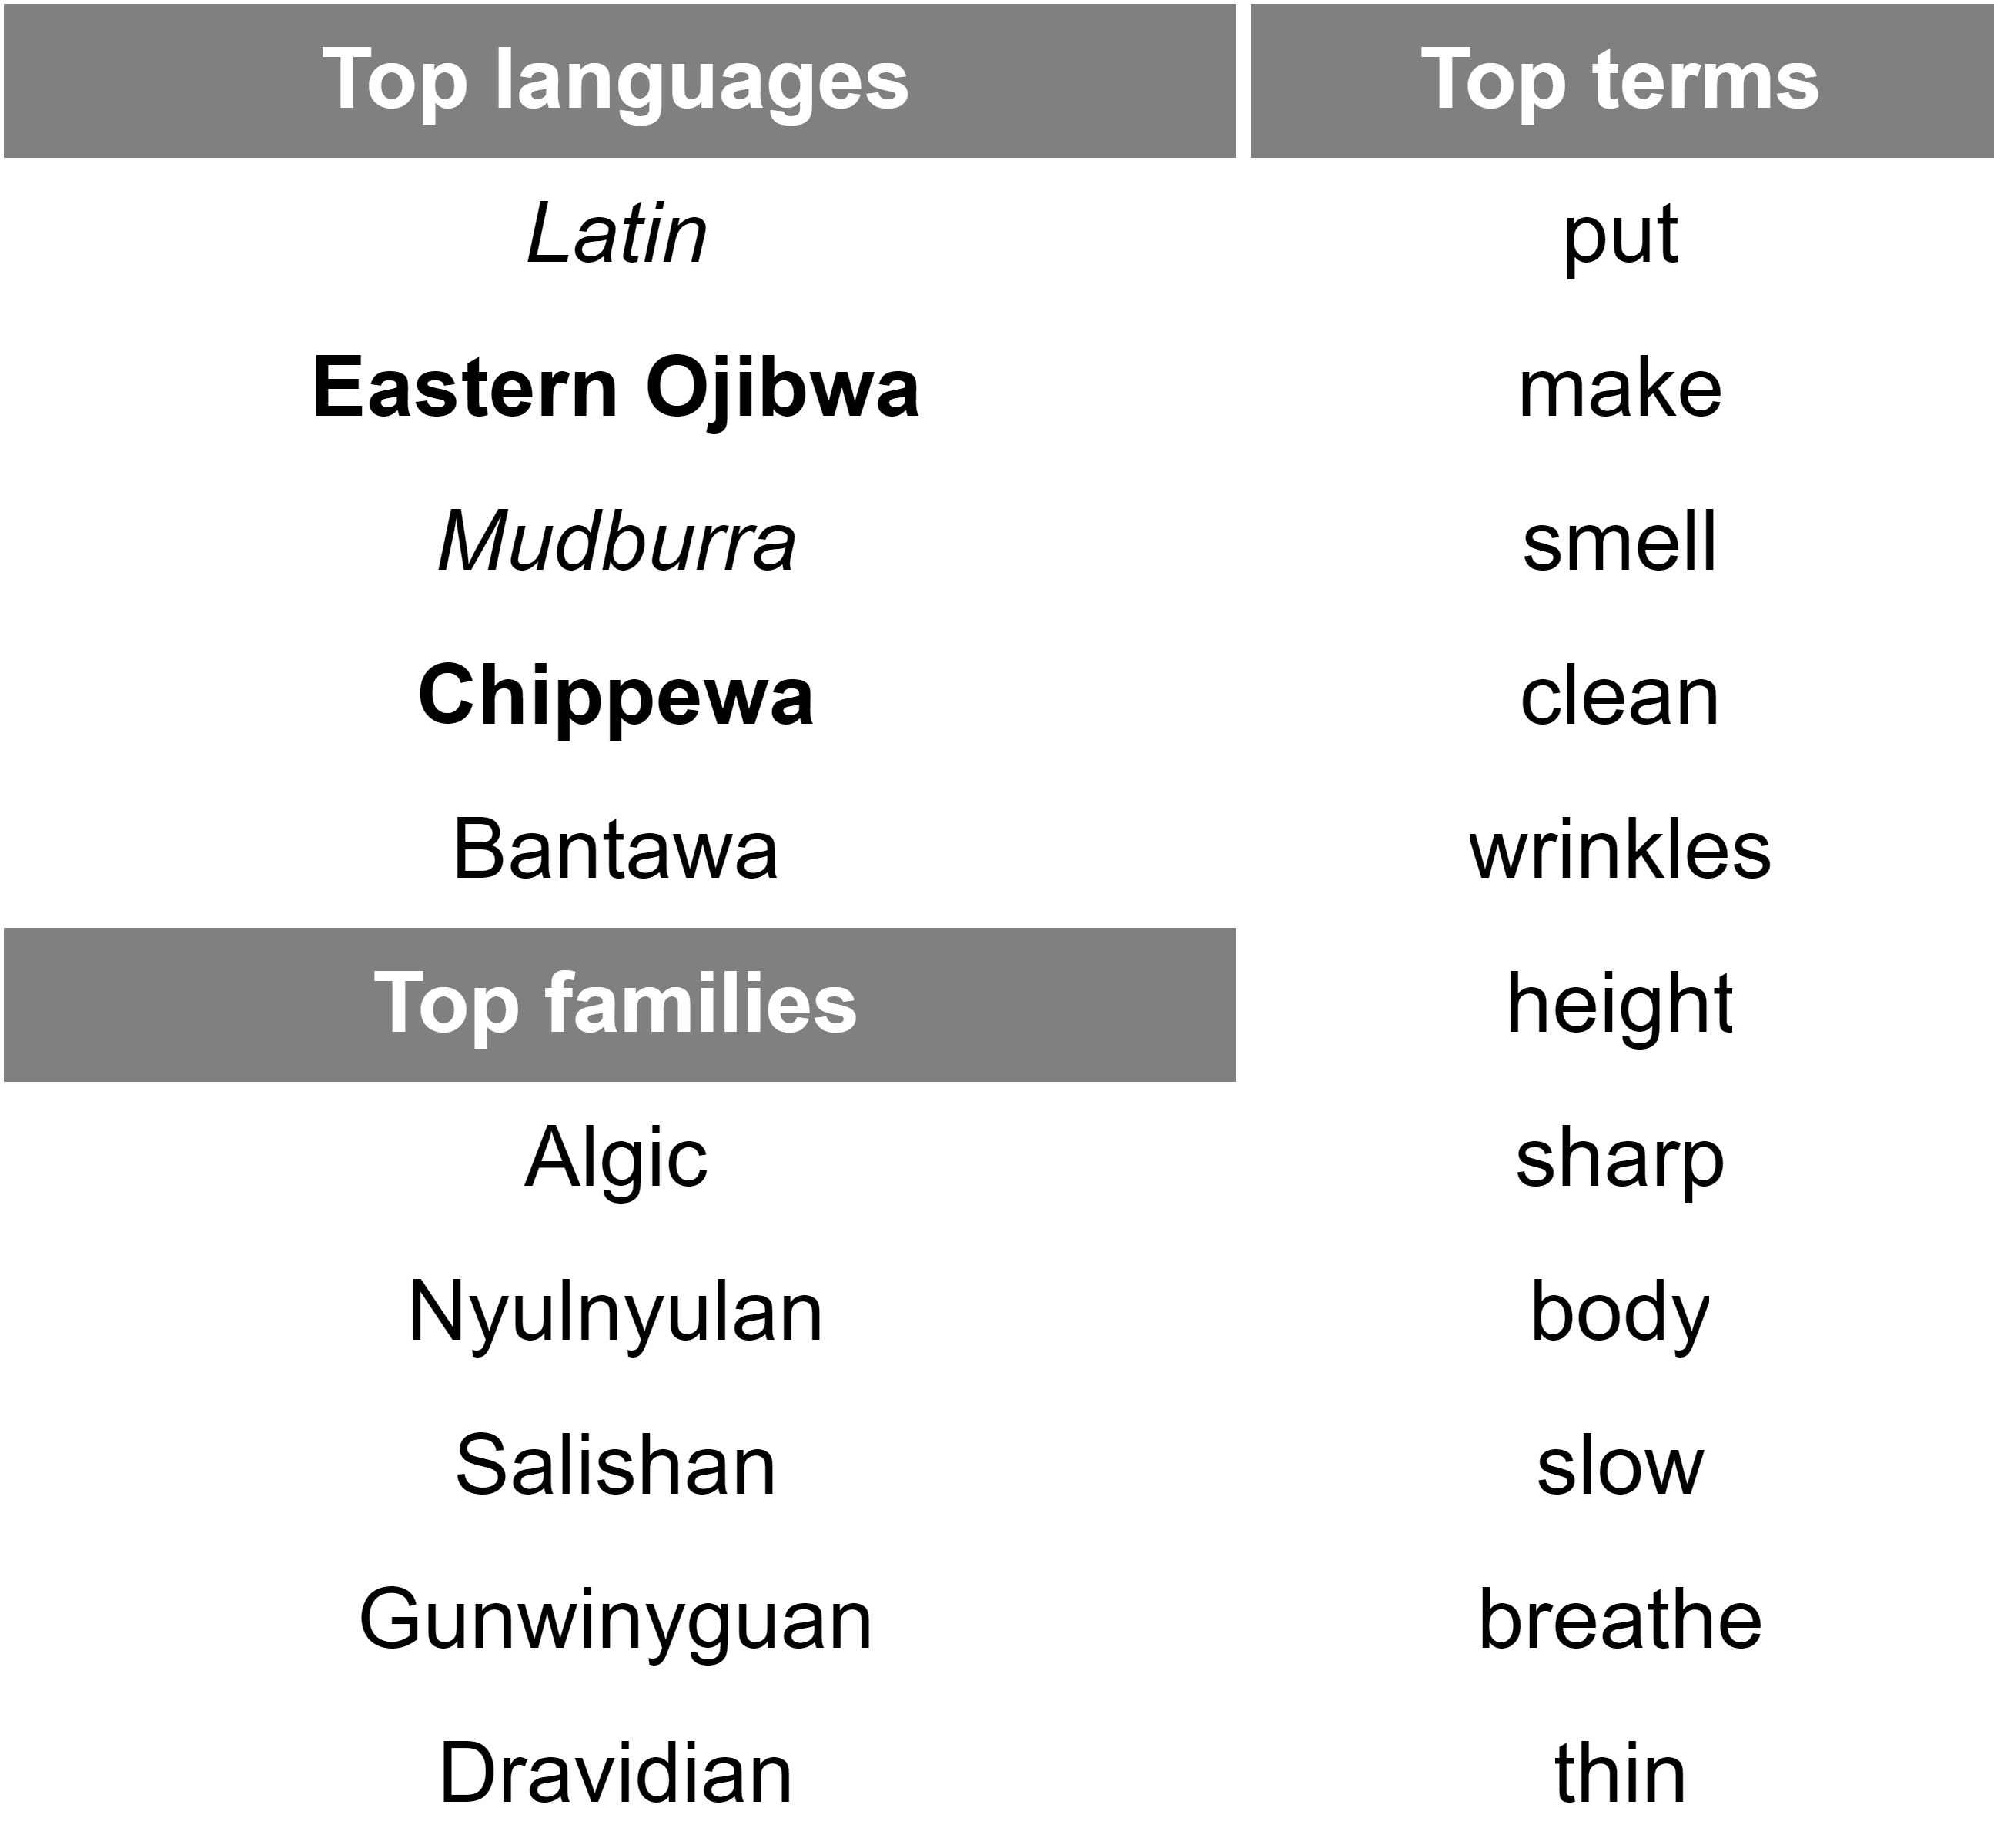 Top languages
Latin
Eastern Ojibwa
Mudburra
Chippewa
Bantawa
Top families
Algic
Nyulnyulan
Salishan
Gunwinyguan
Dravidian
Top terms
put
make
smell
clean
wrinkles
height
sharp
body
slow
breathe
thin